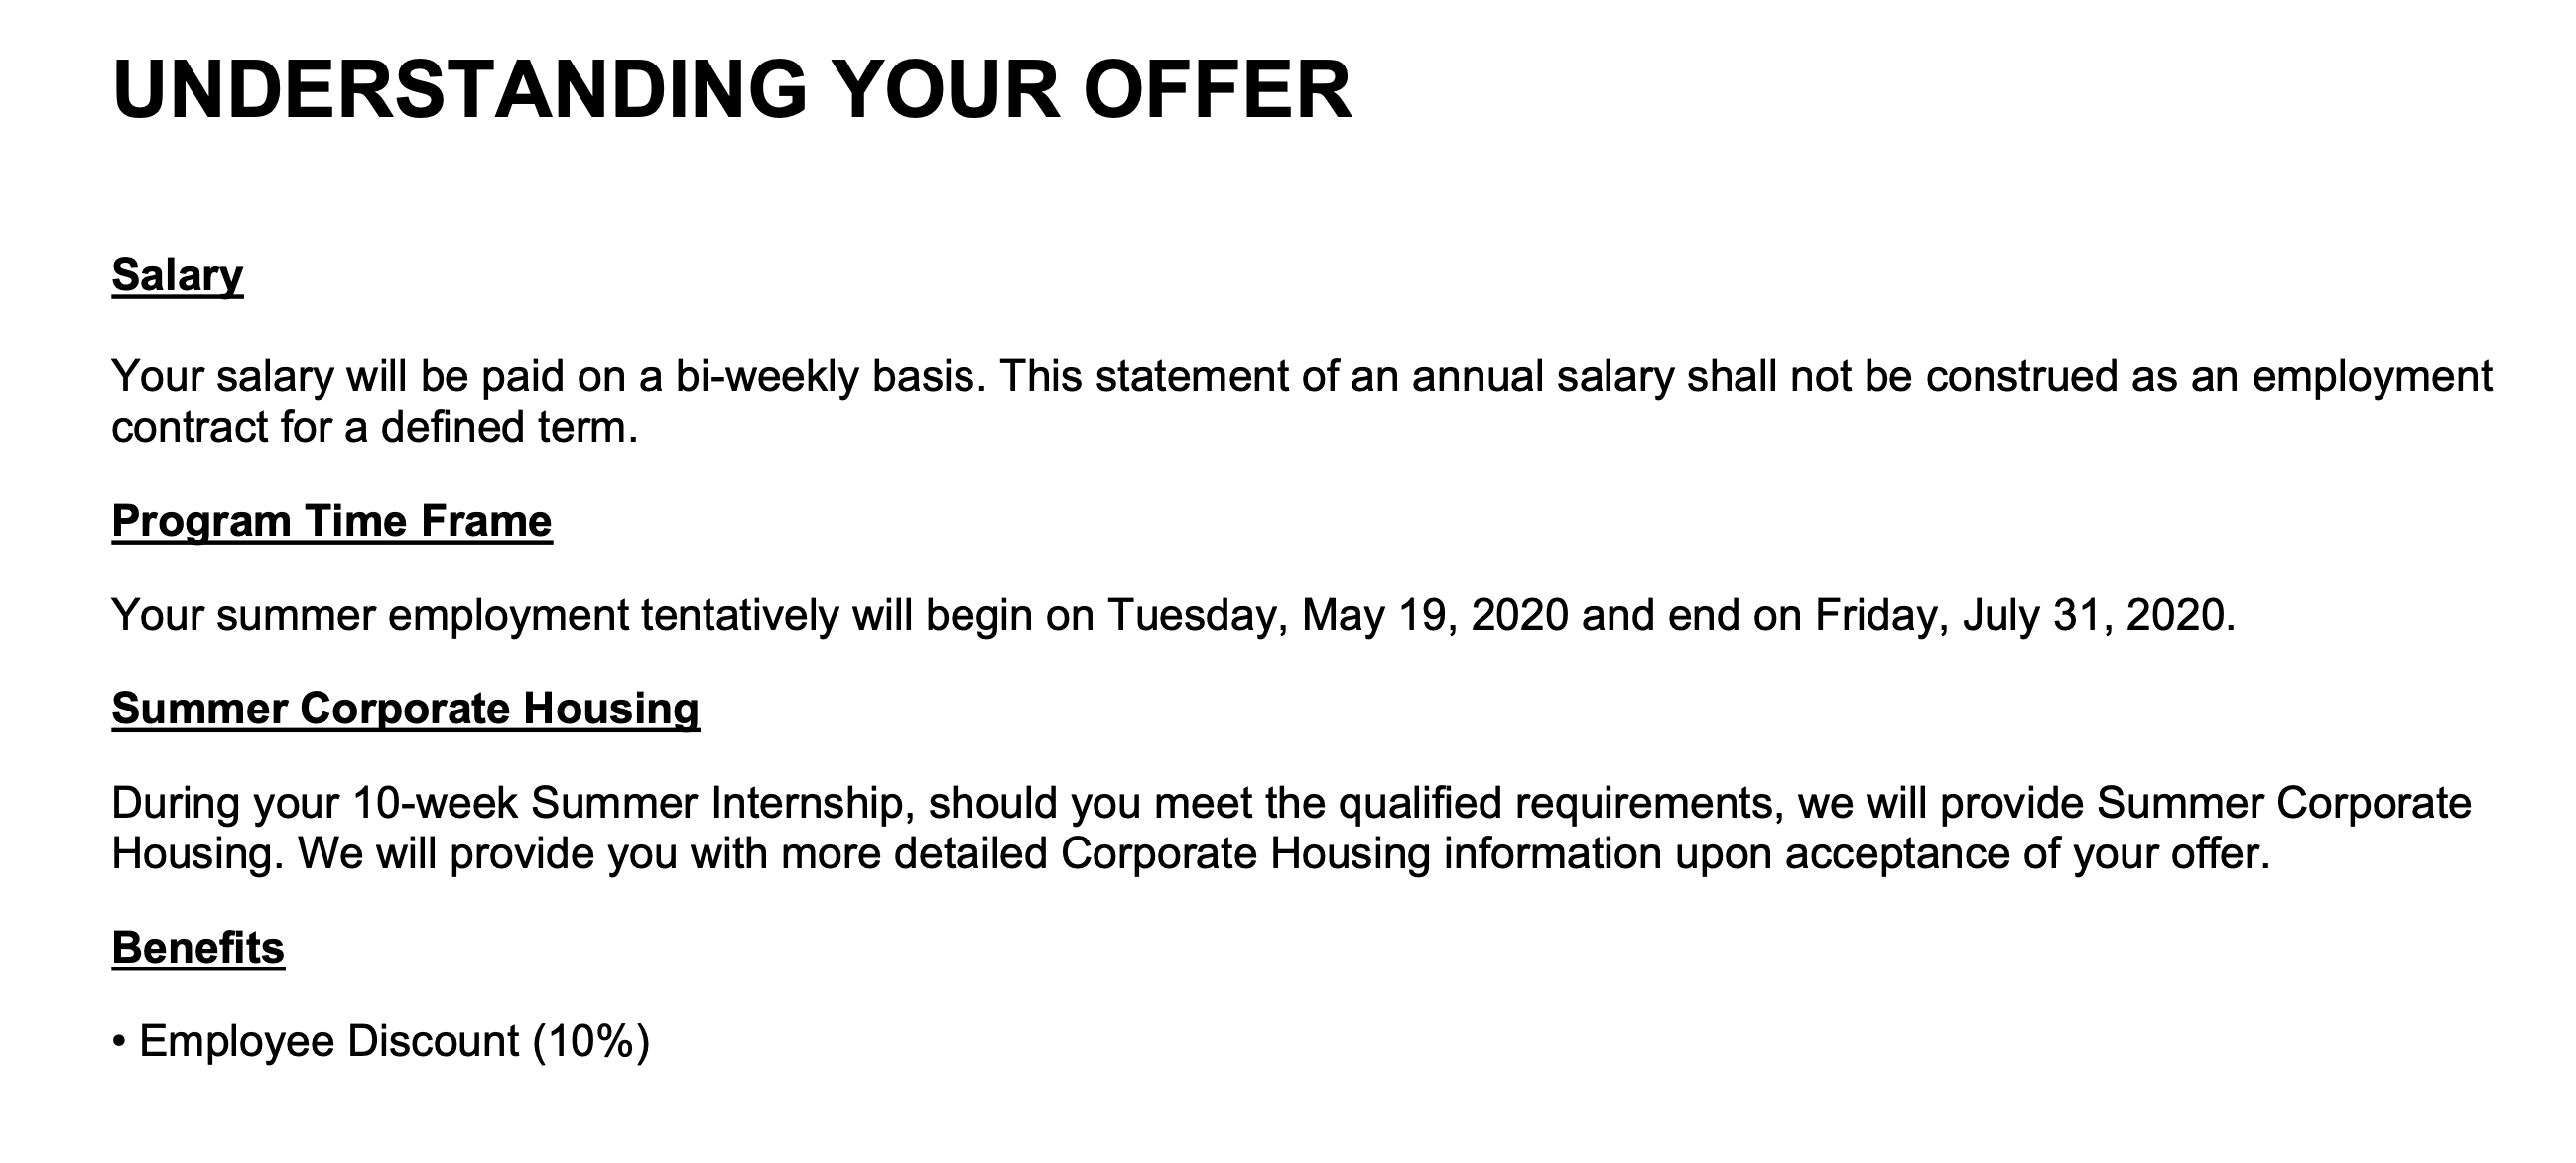 UNDERSTANDING YOUR OFFER
Salary
Your salary will be paid on a bi-weekly basis. This statement of an annual salary shall not be construed as an employment
contract for a defined term.
Program Time Frame
Your summer employment tentatively will begin on Tuesday, May 19, 2020 and end on Friday, July 31, 2020.
Summer Corporate Housing
During your 10-week Summer Internship, should you meet the qualified requirements, we will provide Summer Corporate
Housing. We will provide you with more detailed Corporate Housing information upon acceptance of your offer.
Benefits
• Employee Discount (10%)